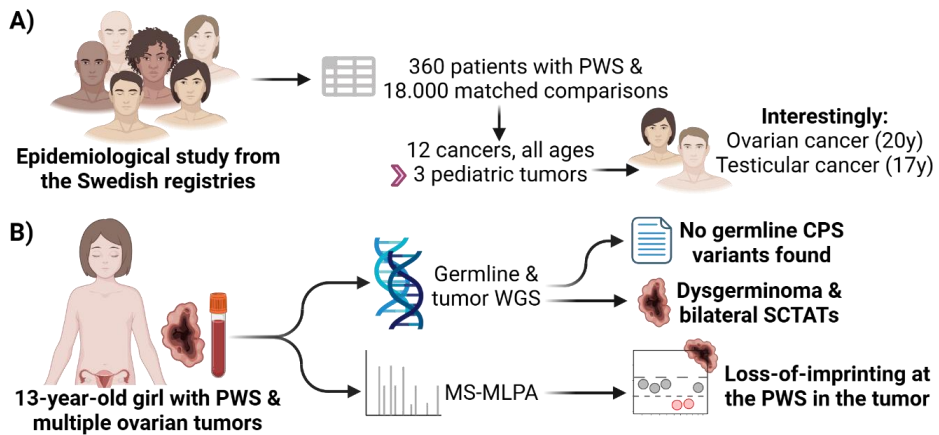 A)
Epidemiological study from
the Swedish registries
360 patients with PWS &
18.000 matched comparisons
12 cancers, all ages
3 pediatric tumors
Interestingly:
Ovarian cancer (20y)
Testicular cancer (17y)
B)
13-year-old girl with PWS &
multiple ovarian tumors
Germline &
tumor WGS
No germline CPS
variants found
Dysgerminoma &
bilateral SCTATs
MS-MLPA
Loss-of-imprinting at
the PWS in the tumor